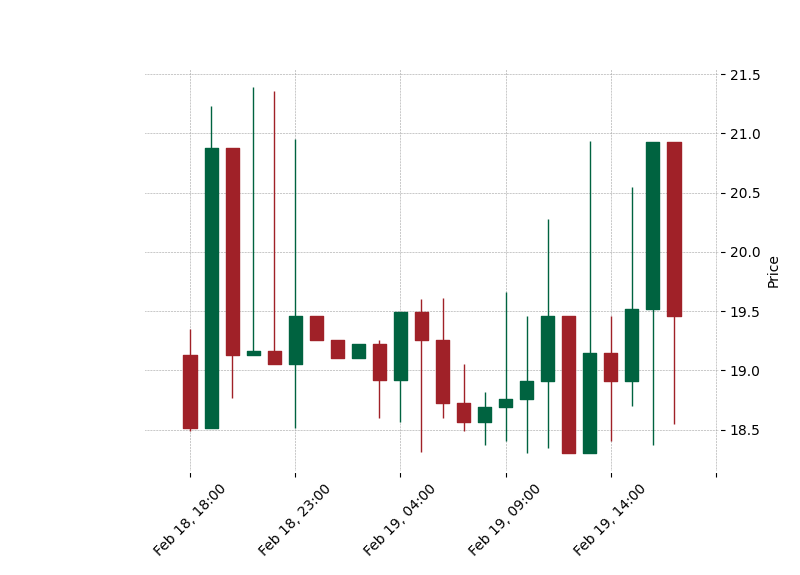 21.5
21.0
20.5
20.0
19.5
19.0
18.5
Price
Feb 18, 18:00
Feb 18, 23:00
Feb 19, 04:00
Feb 19, 09:00
Feb 19, 14:00